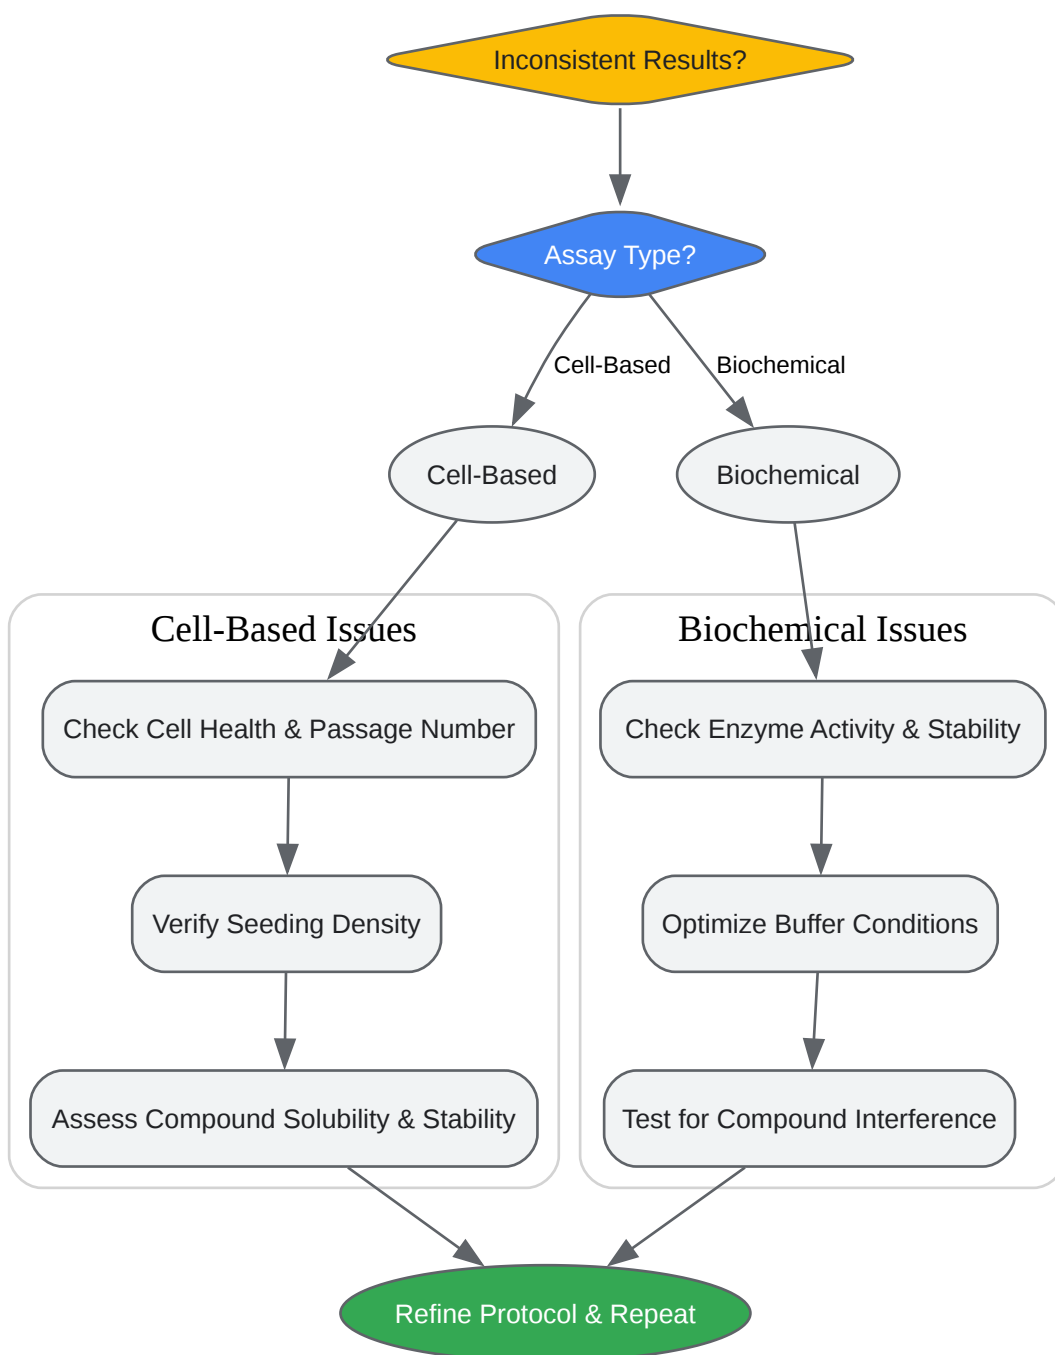 Inconsistent Results?
Assay Type?
Cell-Based
Biochemical
Cell-Based
Biochemical
Cell-Based Issues
Biochemical Issues
Check Cell Health & Passage Number
Check Enzyme Activity & Stability
Verify Seeding Density
Optimize Buffer Conditions
Assess Compound Solubility & Stability
Test for Compound Interference
Refine Protocol & Repeat